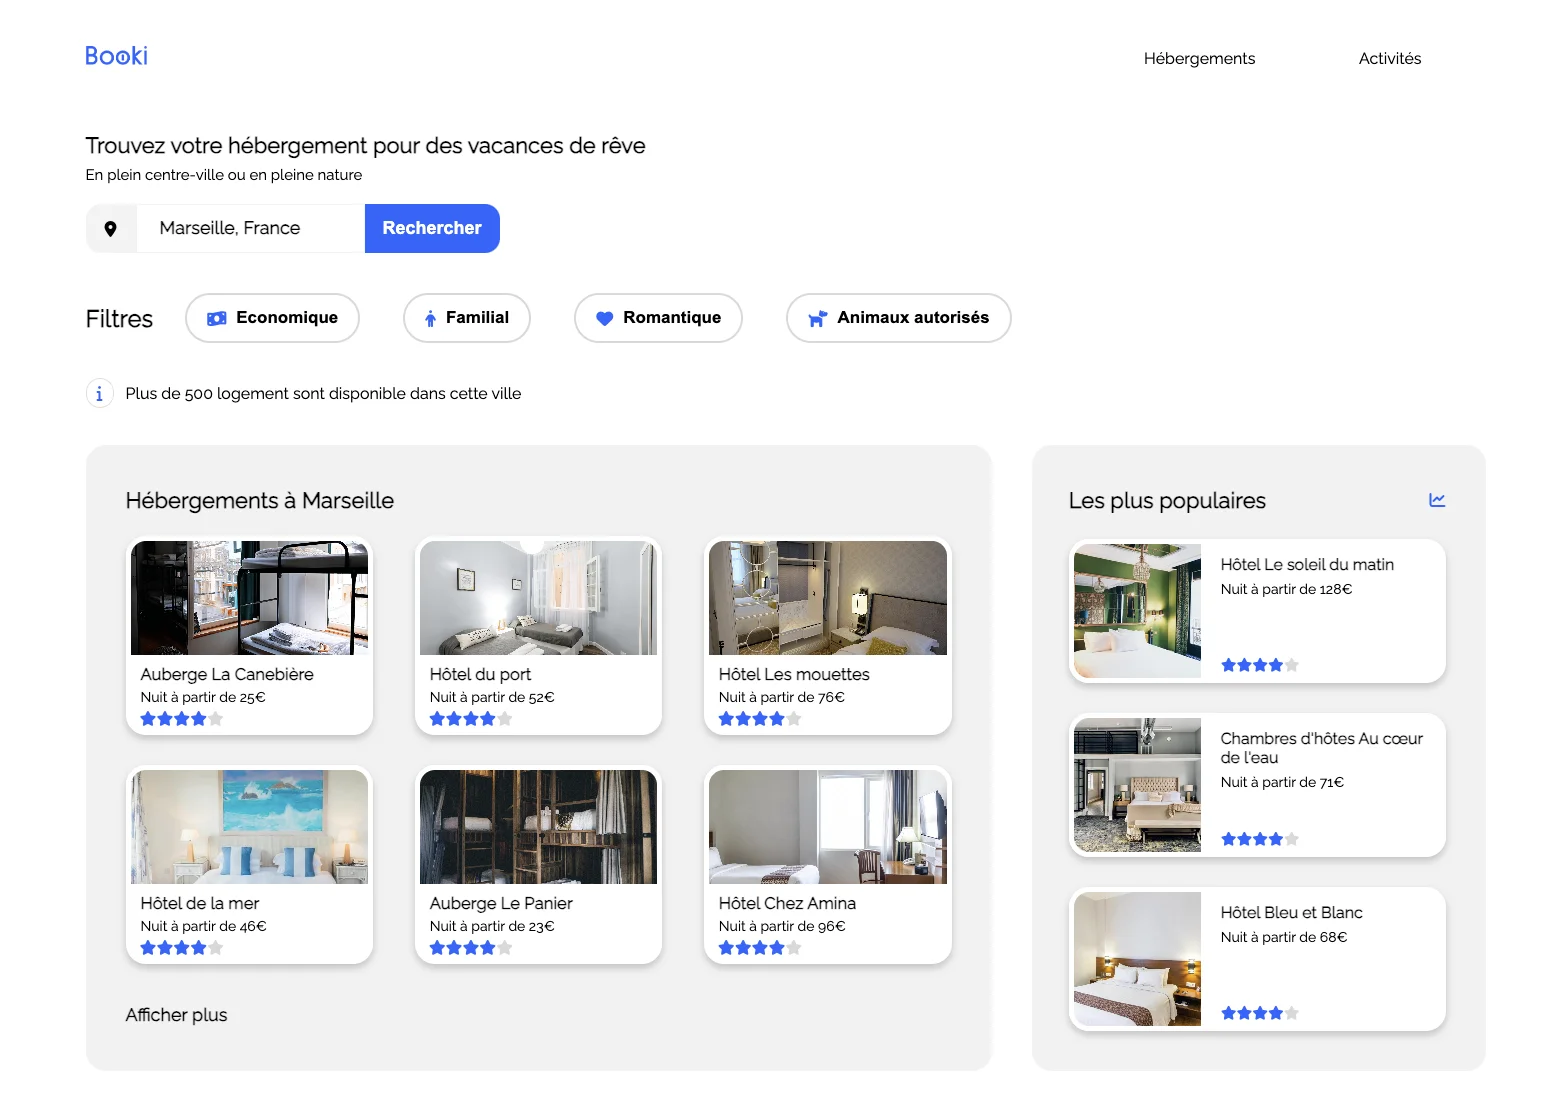 Booki
Hébergements
Activités
Trouvez votre hébergement pour des vacances de rêve
En plein centre-ville ou en pleine nature
Marseille, France
Rechercher
Filtres
Economique
Familial
Romantique
Animaux autorisés
Plus de 500 logement sont disponible dans cette ville
Hébergements à Marseille
Auberge La Canebière
Nuit à partir de 25€
Hôtel du port
Nuit à partir de 52€
Hôtel Les mouettes
Nuit à partir de 76€
Hôtel de la mer
Nuit à partir de 46€
Auberge Le Panier
Nuit à partir de 23€
Hôtel Chez Amina
Nuit à partir de 96€
Afficher plus
Les plus populaires
Hôtel Le soleil du matin
Nuit à partir de 128€
Chambres d'hôtes Au cœur
de l'eau
Nuit à partir de 71€
Hôtel Bleu et Blanc
Nuit à partir de 68€